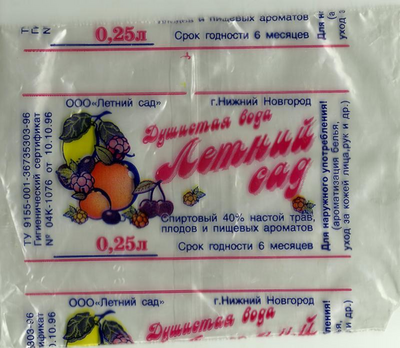 плодов и пищевых ароматов
0,25л
Срок годности 6 месяцев
ООО«Летний сад»
г.Нижний Новгород
Душистая вода
Летний
сад
Спиртовый 40% настой трав,
плодов и пищевых ароматов
0,25л
Срок годности 6 месяцев
ТУ 9155-001-36735303-96
Гигиенический сертификат
№ 04К-1076 от 10.10.96
Для наружного употребления!
(ароматизация белья,
уход за кожей лица,рук и др.)
ООО «Летний сад»
г.Нижний Новгород
Душистая вода